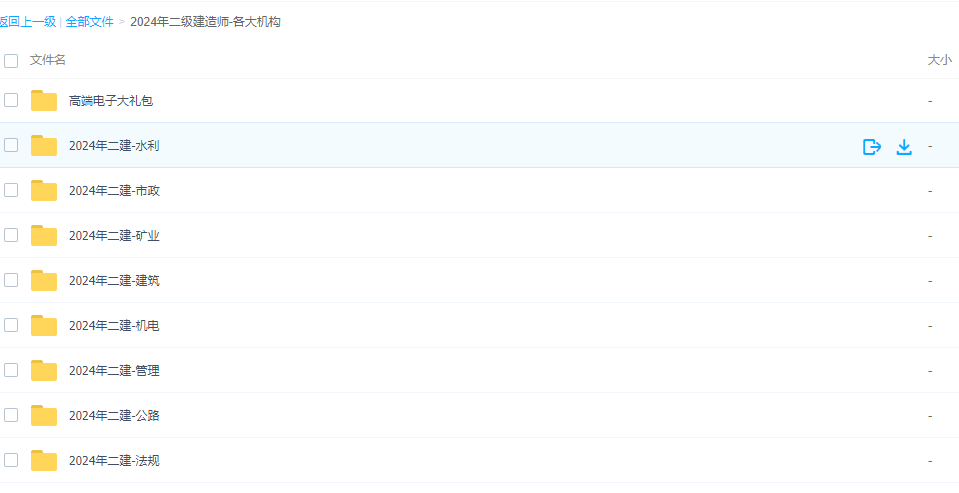 返回上一级 | 全部文件 > 2024年二级建造师-各大机构
文件名 大小
高端电子大礼包 -
2024年二建-水利 -
2024年二建-市政 -
2024年二建-矿业 -
2024年二建-建筑 -
2024年二建-机电 -
2024年二建-管理 -
2024年二建-公路 -
2024年二建-法规 -